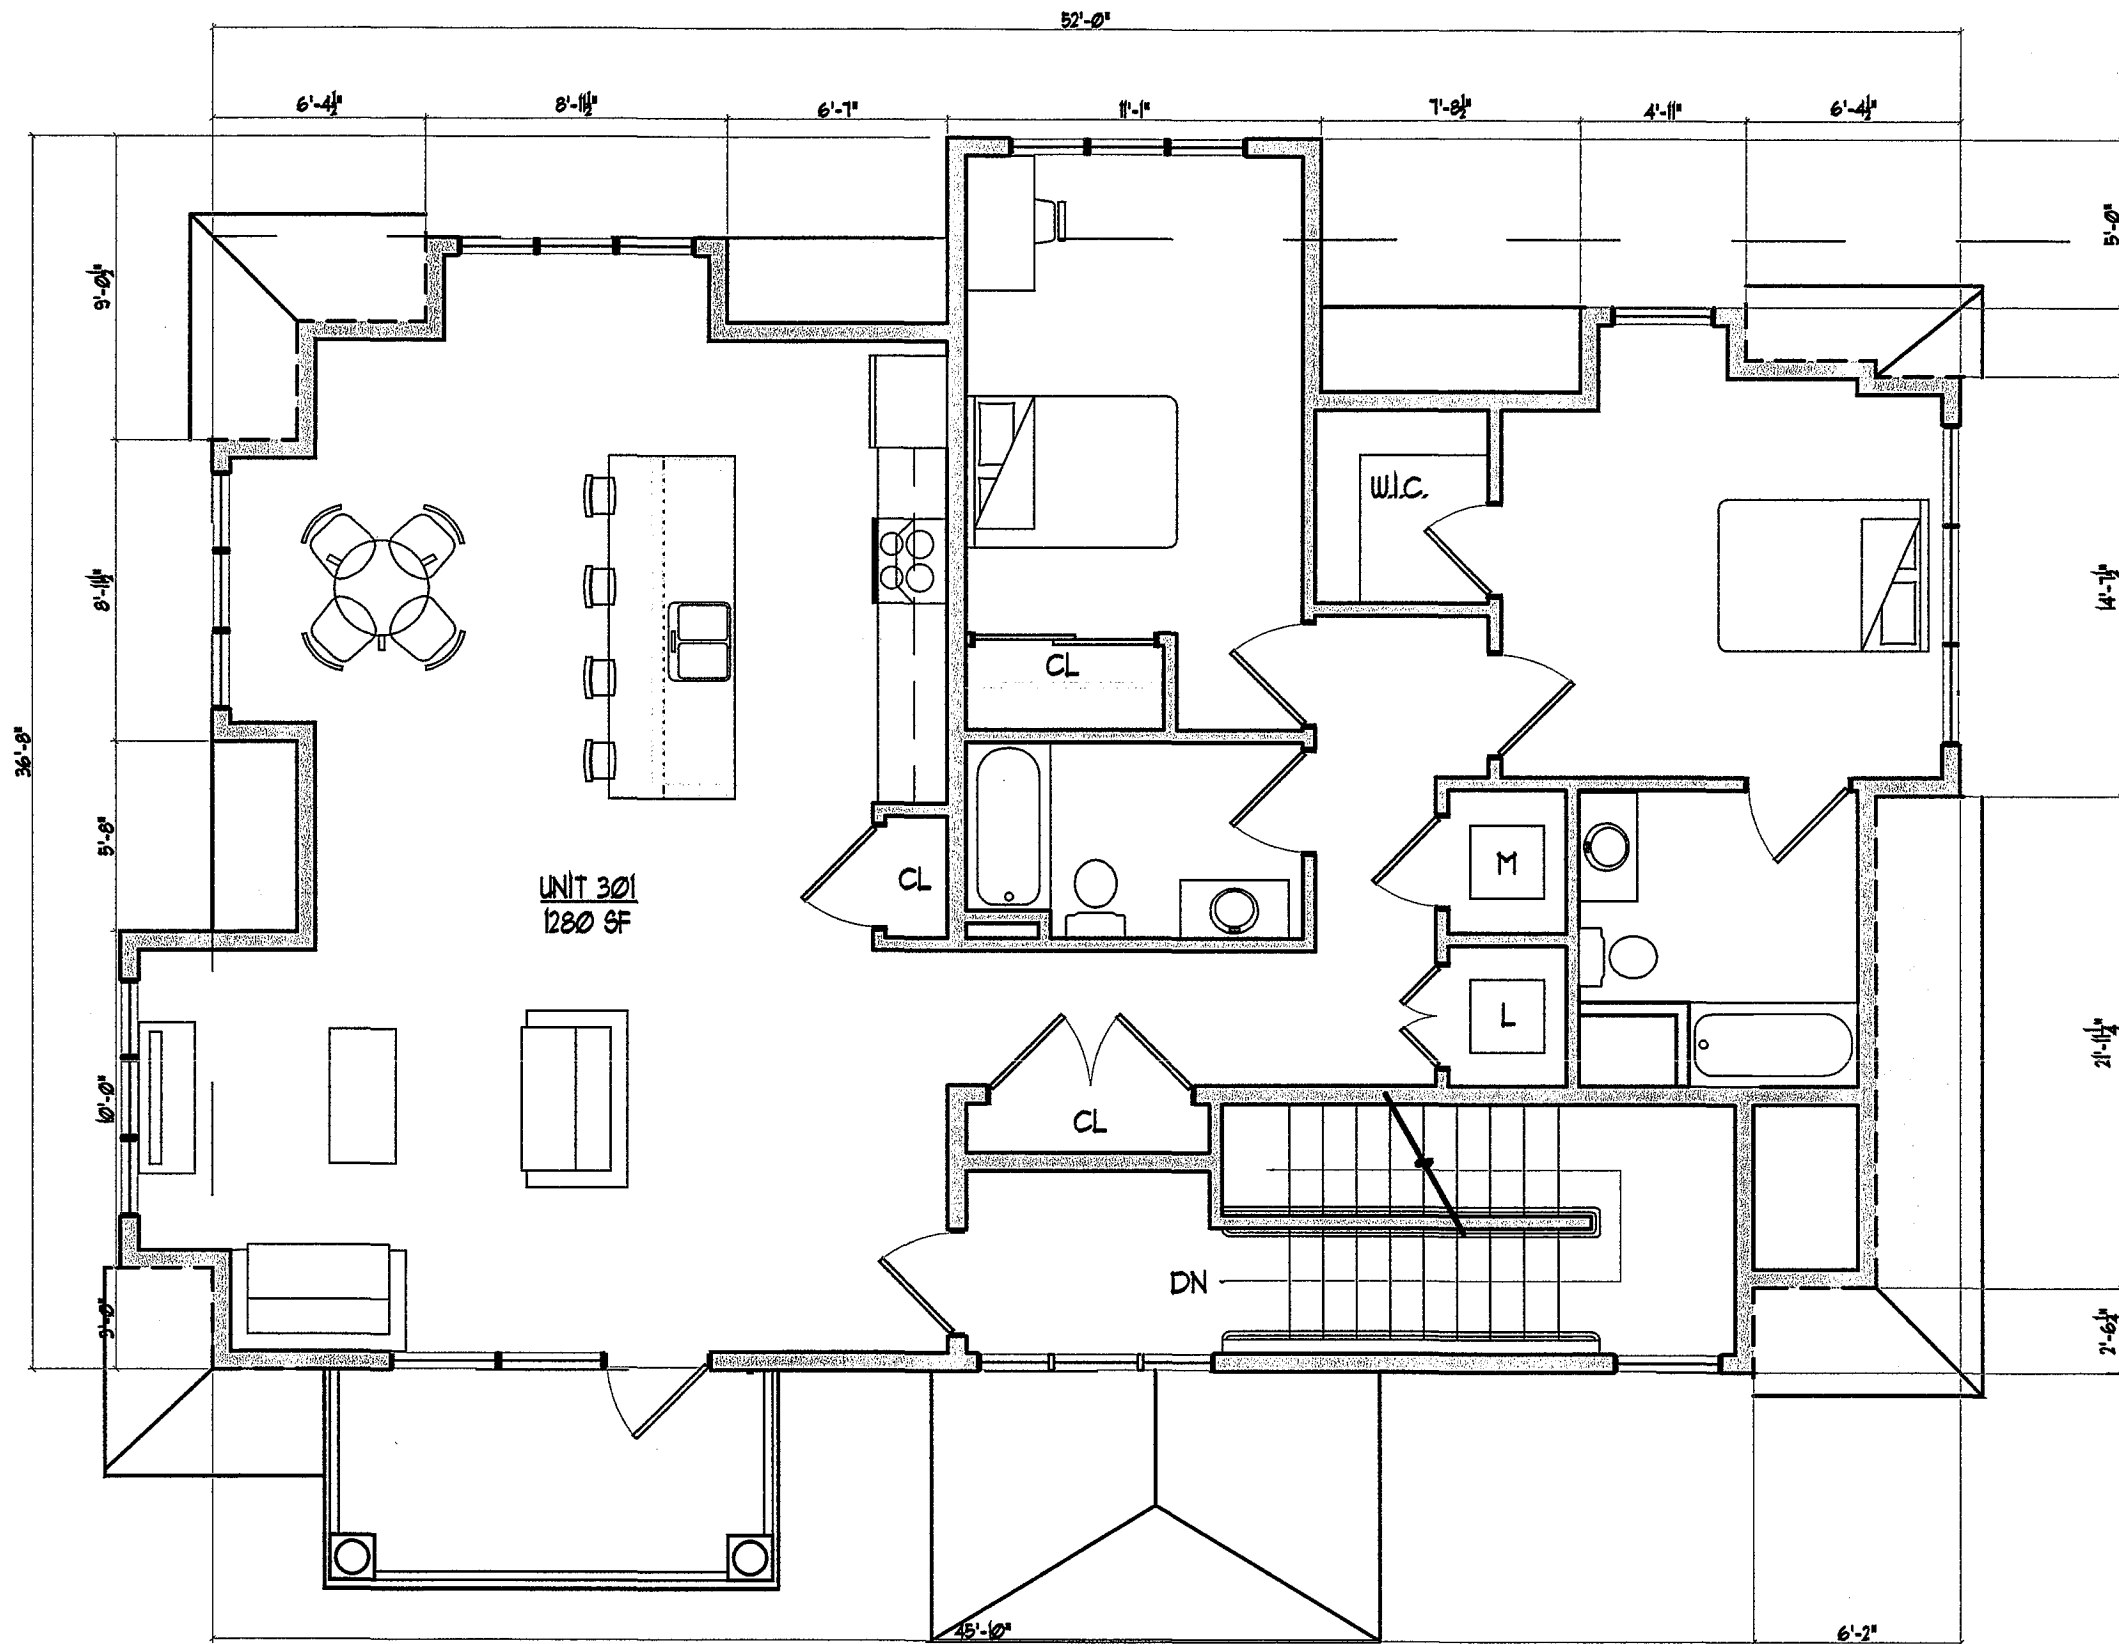 52'-0"
6'-4½"
8'-11½"
6'-7"
11'-1"
7'-8½"
4'-11"
6'-4½"
5'-0"
9'-0½"
W.I.C.
8'-11½"
14'-7½"
CL
36'-8"
5'-8"
M
CL
UNIT 301
1280 SF
L
21'-11¼"
10'-0"
CL
DN
3'-0"
2'-6¼"
45'-10"
6'-2"